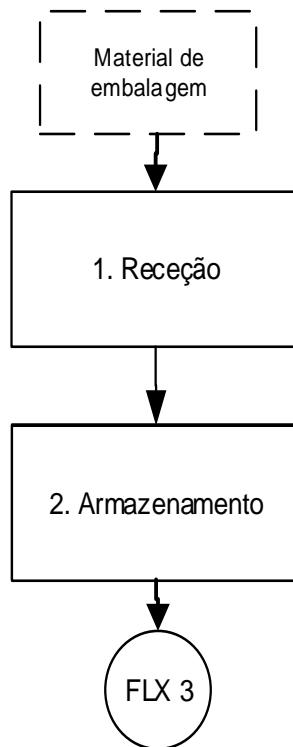 Material de
embalagem
1. Receção
2. Armazenamento
FLX 3